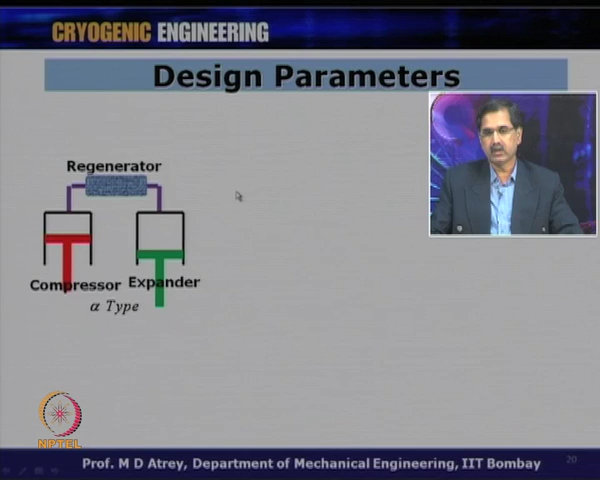 CRYOGENIC ENGINEERING
Design Parameters
Regenerator
Compressor Expander
α Type
NPTEL
Prof. M D Atrey, Department of Mechanical Engineering, IIT Bombay 20